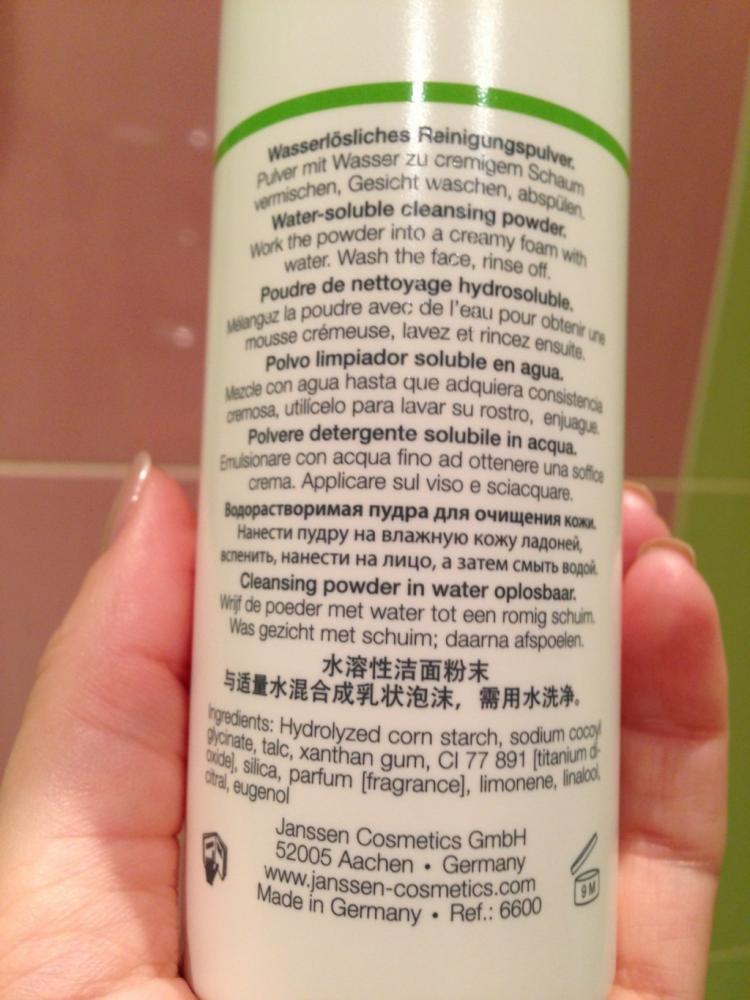 Wasserlösliches Reinigungspulver.
Pulver mit Wasser zu cremigem Schaum
vermischen, Gesicht waschen, abspülen.
Water-soluble cleansing powder.
Work the powder into a creamy foam with
water. Wash the face, rinse off.
Poudre de nettoyage hydrosoluble.
Mélangez la poudre avec de l'eau pour obtenir une
mousse crémeuse, lavez et rincez ensuite.
Polvo limpiador soluble en agua.
Mezcle con agua hasta que adquiera consistencia
cremosa, utilícelo para lavar su rostro, enjuague.
Polvere detergente solubile in acqua.
Emulsionare con acqua fino ad ottenere una soffice
crema. Applicare sul viso e sciacquare.
Водорастворимая пудра для очищения кожи.
Нанести пудру на влажную кожу ладоней,
вспенить, нанести на лицо, а затем смыть водой.
Cleansing powder in water oplosbaar.
Wrijf de poeder met water tot een romig schuim.
Was gezicht met schuim; daarna afspoelen.
水溶性洁面粉末
与适量水混合成乳状泡沫，需用水洗净。
Ingredients: Hydrolyzed corn starch, sodium cocoyl
glycinate, talc, xanthan gum, CI 77 891 [titanium di-
oxide], silica, parfum [fragrance], limonene, linalool,
citral, eugenol
Janssen Cosmetics GmbH
52005 Aachen • Germany
www.janssen-cosmetics.com
Made in Germany • Ref.: 6600
9 M